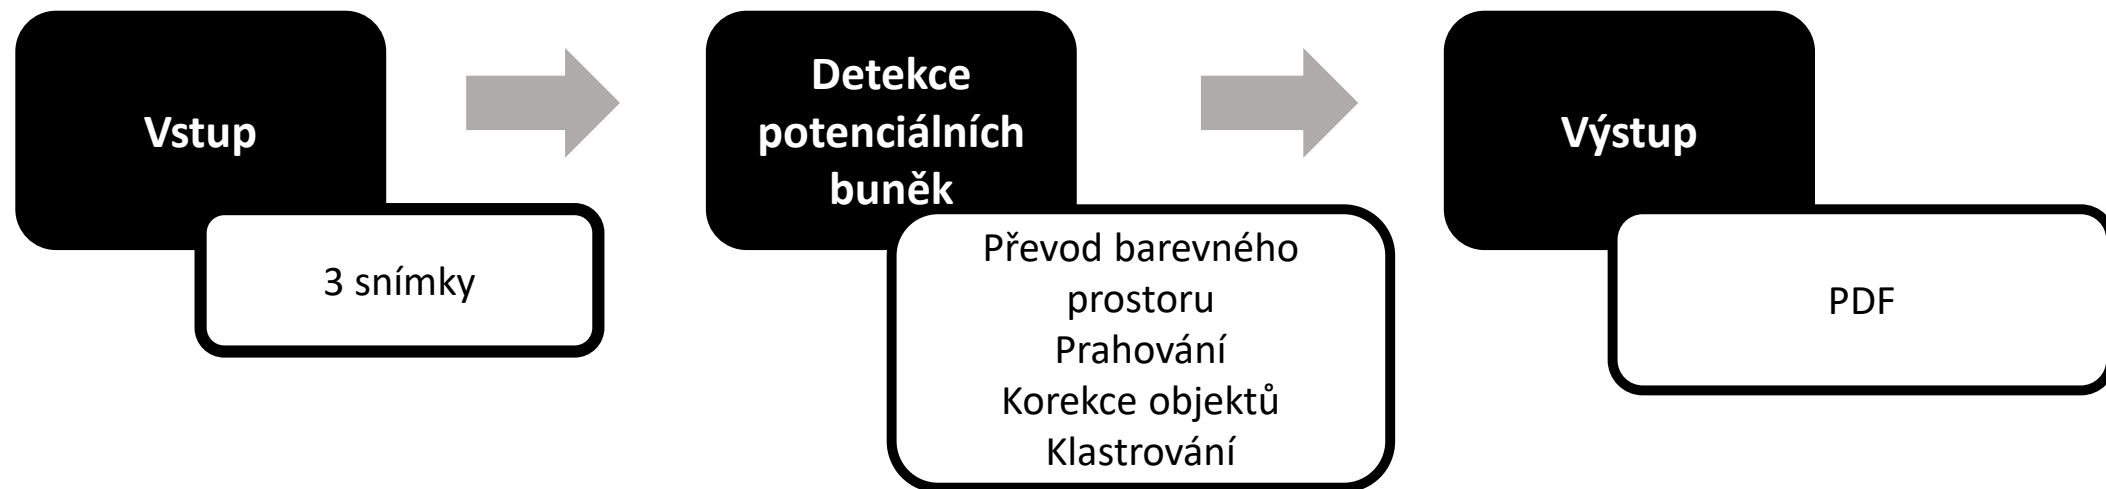 Vstup
3 snímky
Detekce
potenciálních
buněk
Převod barevného
prostoru
Prahování
Korekce objektů
Klastrování
Výstup
PDF